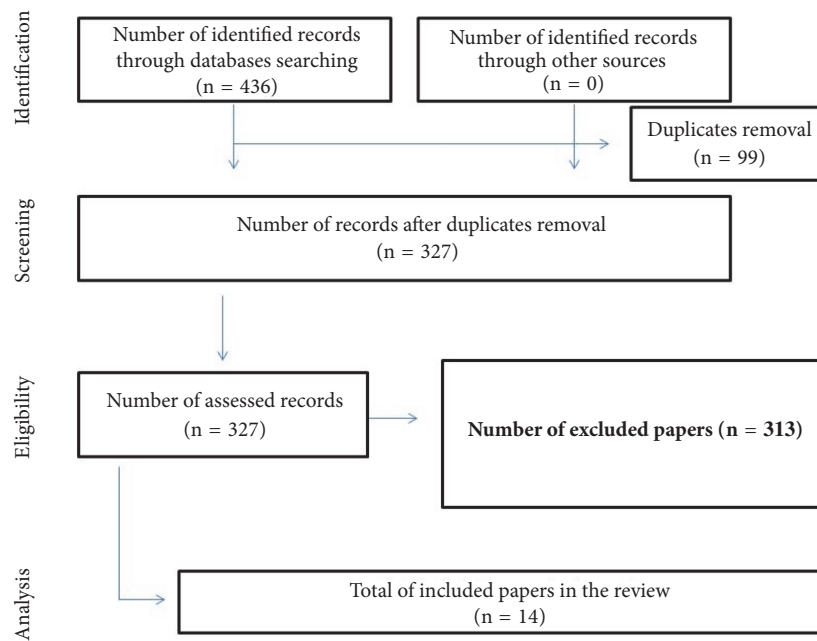 Identification
Number of identified records
through databases searching
(n = 436)
Number of identified records
through other sources
(n = 0)
Duplicates removal
(n = 99)
Screening
Number of records after duplicates removal
(n = 327)
Eligibility
Number of assessed records
(n = 327)
Number of excluded papers (n = 313)
Analysis
Total of included papers in the review
(n = 14)